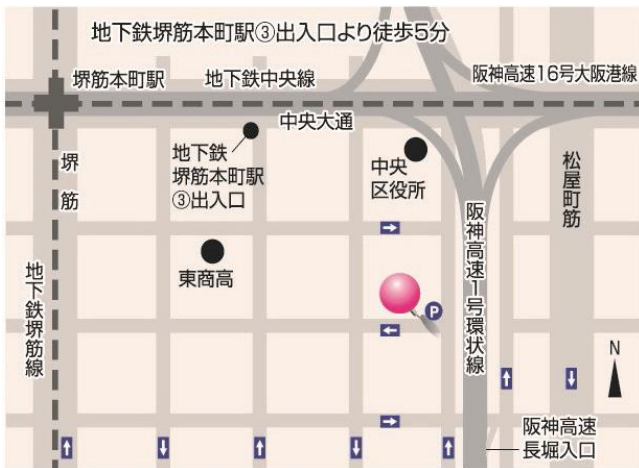 地下鉄堺筋本町駅③出入口より徒歩5分
堺筋本町駅
地下鉄中央線
阪神高速16号大阪港線
中央大通
地下鉄
堺筋本町駅
③出入口
中央
区役所
堺筋
松屋町筋
東商高
阪神高速1号環状線
地下鉄堺筋線
P
N
阪神高速
長堀入口